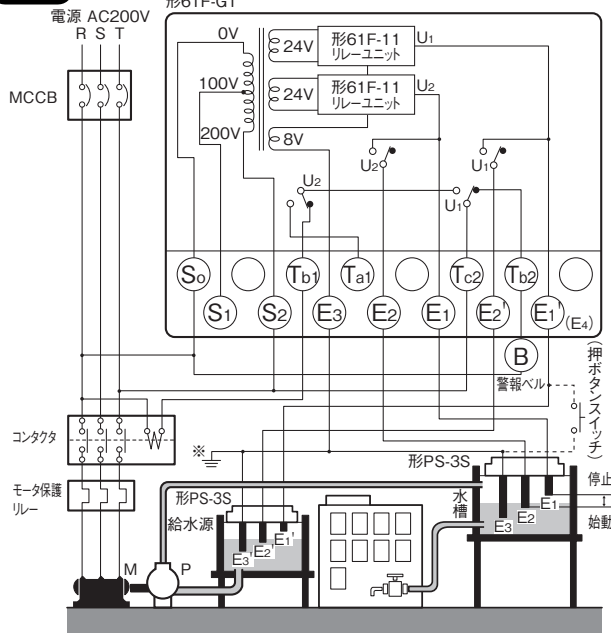 形61F-G1
電源 AC200V
R S T
MCCB
0V
100V
200V
24V
24V
8V
形61F-11
リレーユニット
形61F-11
リレーユニット
U1
U2
U2
U1
U2
U1
S0
Tb1
Ta1
Tc2
Tb2
S1
S2
E3
E2
E1
E2'
E1'
(E4)
B
警報ベル
(押ボタンスイッチ)
コンタクタ
モータ保護
リレー
※
形PS-3S
形PS-3S
給水源
水槽
停止
始動
E1
E2
E3
E1'
E2'
E3'
M
P